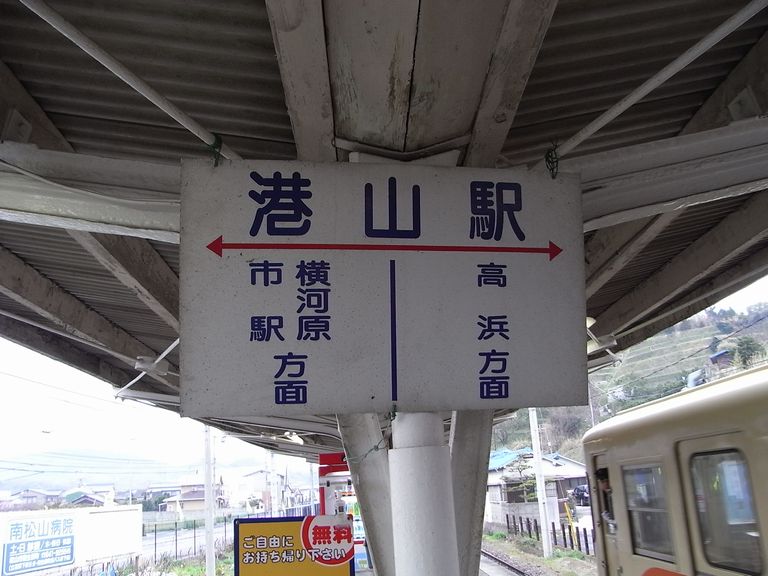 港山駅
横河原
市駅
方面
高浜
方面
南松山病院
無料
ご自由に
お持ち帰り下さい